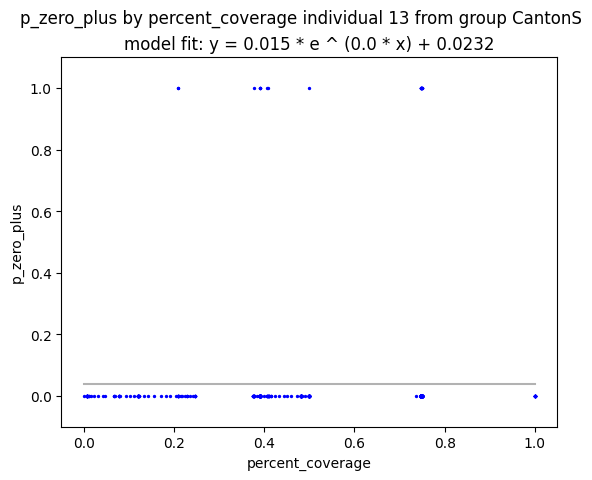 p_zero_plus by percent_coverage individual 13 from group CantonS
model fit: y = 0.015 * e ^ (0.0 * x) + 0.0232
1.0
0.8
0.6
0.4
0.2
0.0
p_zero_plus
0.0 0.2 0.4 0.6 0.8 1.0
percent_coverage